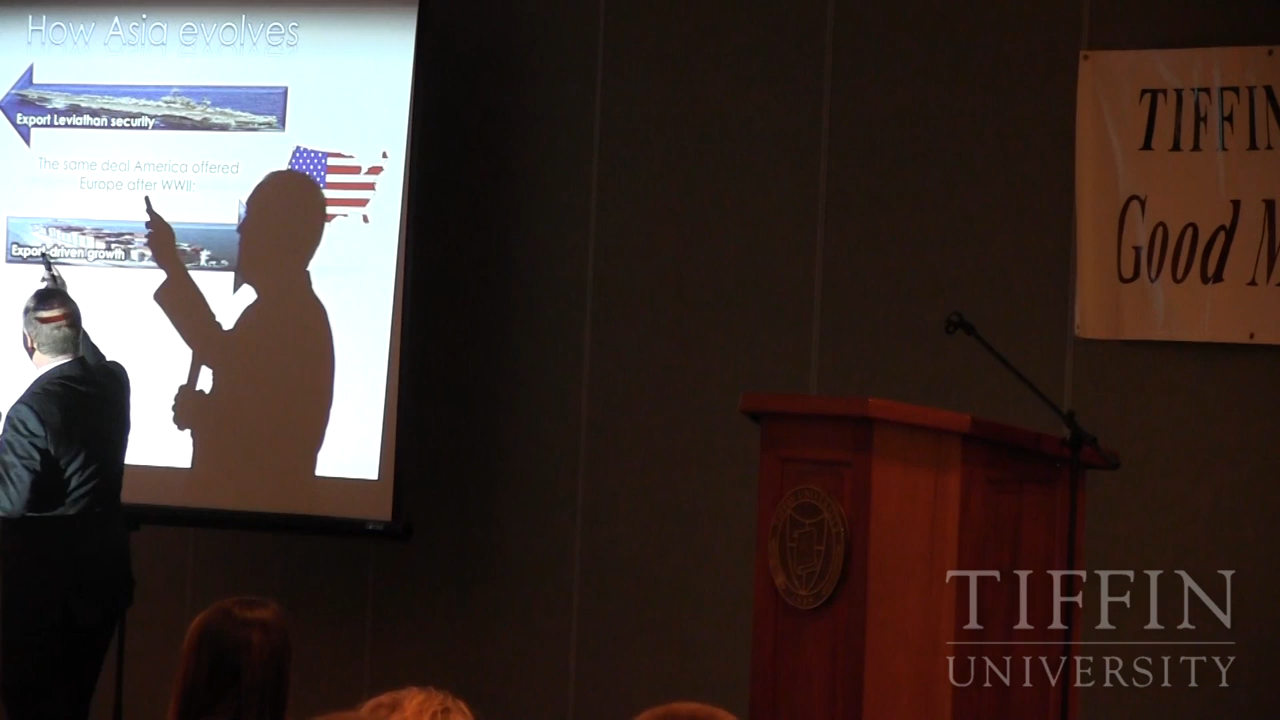 How Asia evolves
Export Leviathan security
The same deal America offered
Europe after WWII:
Export-driven growth
TIFFIN
Good M
TIFFIN
UNIVERSITY